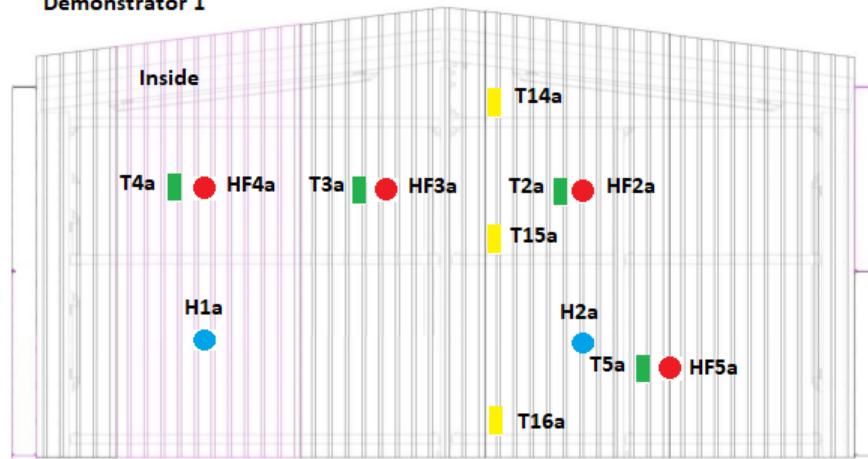 Demonstrator 1
Inside
T14a
T4a HF4a T3a HF3a T2a HF2a
T15a
H1a
H2a
T5a HF5a
T16a